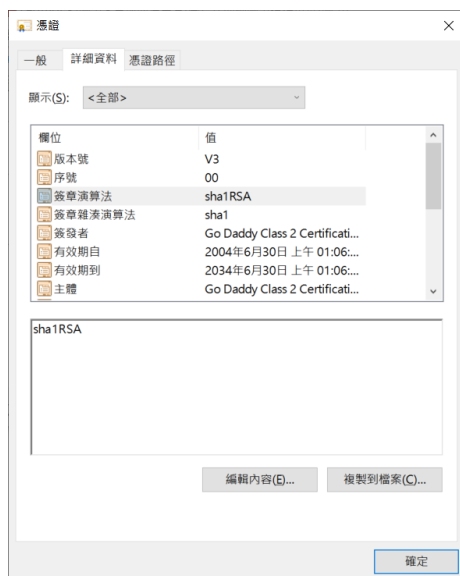 憑證
一般 詳細資料 憑證路徑
顯示(S): <全部>
欄位 值
版本號 V3
序號 00
簽章演算法 sha1RSA
簽章雜湊演算法 sha1
簽發者 Go Daddy Class 2 Certificati...
有效期自 2004年6月30日 上午 01:06:...
有效期到 2034年6月30日 上午 01:06:...
主體 Go Daddy Class 2 Certificati...
sha1RSA
編輯內容(E)... 複製到檔案(C)...
確定